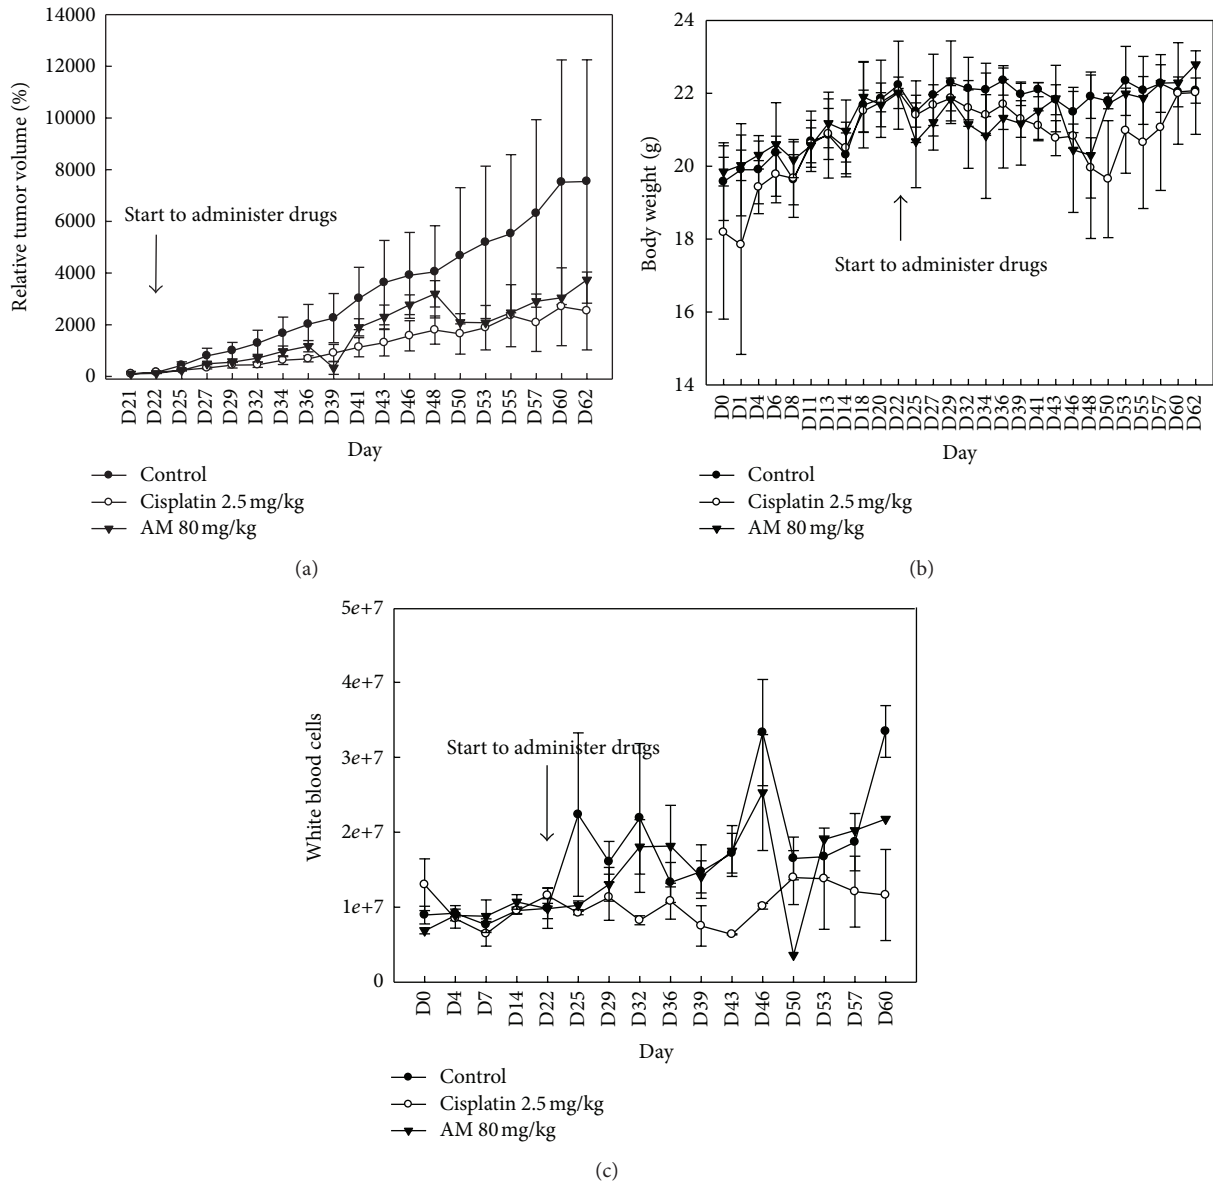 14000
12000
10000
8000
6000
4000
2000
0
Relative tumor volume (%)
Start to administer drugs
D21 D22 D25 D27 D29 D32 D34 D36 D39 D41 D43 D46 D48 D50 D53 D55 D57 D60 D62
Day
Control
Cisplatin 2.5 mg/kg
AM 80 mg/kg
(a)
24
22
20
18
16
14
Body weight (g)
Start to administer drugs
D0 D1 D4 D6 D8 D11 D13 D14 D18 D20 D22 D25 D27 D29 D32 D34 D36 D39 D41 D43 D46 D48 D50 D53 D55 D57 D60 D62
Day
Control
Cisplatin 2.5 mg/kg
AM 80 mg/kg
(b)
5e+7
4e+7
3e+7
2e+7
1e+7
0
White blood cells
Start to administer drugs
D0 D4 D7 D14 D22 D25 D29 D32 D36 D39 D43 D46 D50 D53 D57 D60
Day
Control
Cisplatin 2.5 mg/kg
AM 80 mg/kg
(c)